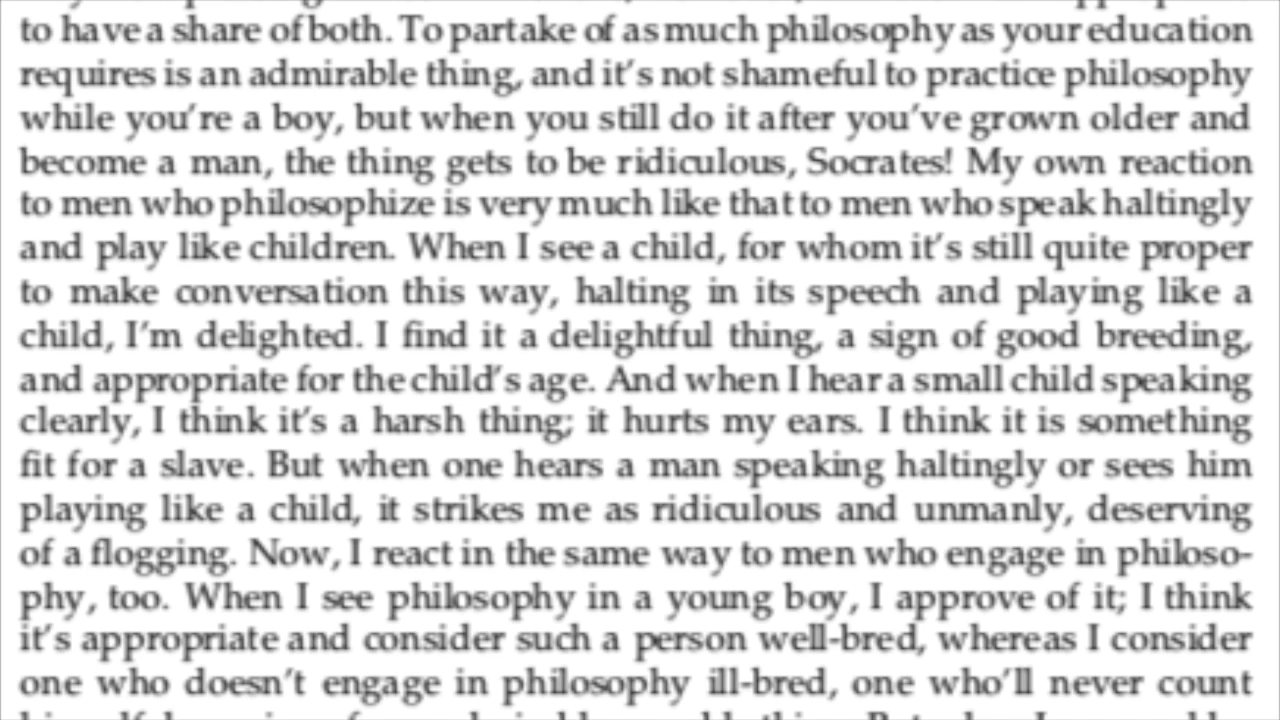 to have a share of both. To partake of as much philosophy as your education
requires is an admirable thing, and it's not shameful to practice philosophy
while you're a boy, but when you still do it after you've grown older and
become a man, the thing gets to be ridiculous, Socrates! My own reaction
to men who philosophize is very much like that to men who speak haltingly
and play like children. When I see a child, for whom it's still quite proper
to make conversation this way, halting in its speech and playing like a
child, I'm delighted. I find it a delightful thing, a sign of good breeding,
and appropriate for the child's age. And when I hear a small child speaking
clearly, I think it's a harsh thing; it hurts my ears. I think it is something
fit for a slave. But when one hears a man speaking haltingly or sees him
playing like a child, it strikes me as ridiculous and unmanly, deserving
of a flogging. Now, I react in the same way to men who engage in philoso-
phy, too. When I see philosophy in a young boy, I approve of it; I think
it's appropriate and consider such a person well-bred, whereas I consider
one who doesn't engage in philosophy ill-bred, one who'll never count